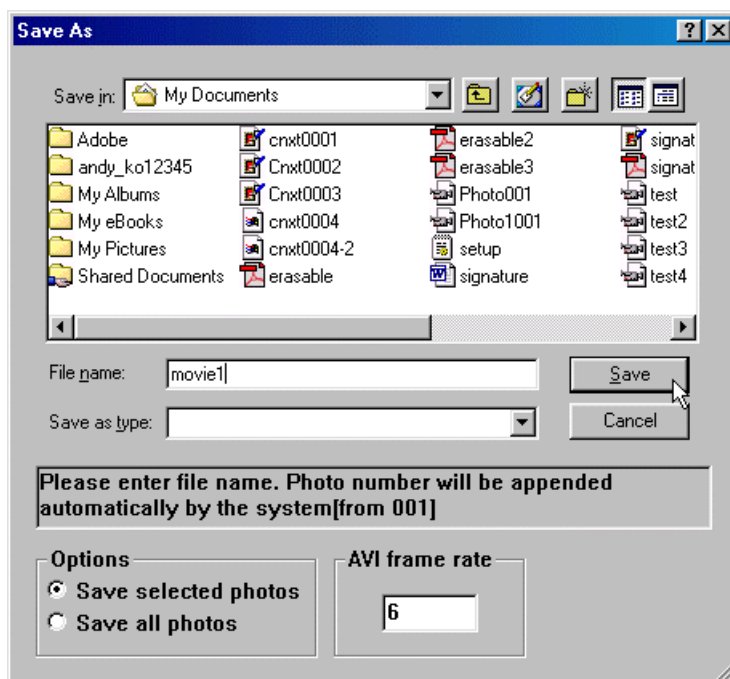 Save As
Save in: My Documents
Adobe
andy_ko12345
My Albums
My eBooks
My Pictures
Shared Documents
cnxt0001
Cnxt0002
Cnxt0003
cnxt0004
cnxt0004-2
erasable
erasable2
erasable3
Photo001
Photo1001
setup
signature
signat
signat
test
test2
test3
test4
File name: movie1 Save
Save as type: Cancel
Please enter file name. Photo number will be appended
automatically by the system[from 001]
Options
Save selected photos
Save all photos
AVI frame rate
6